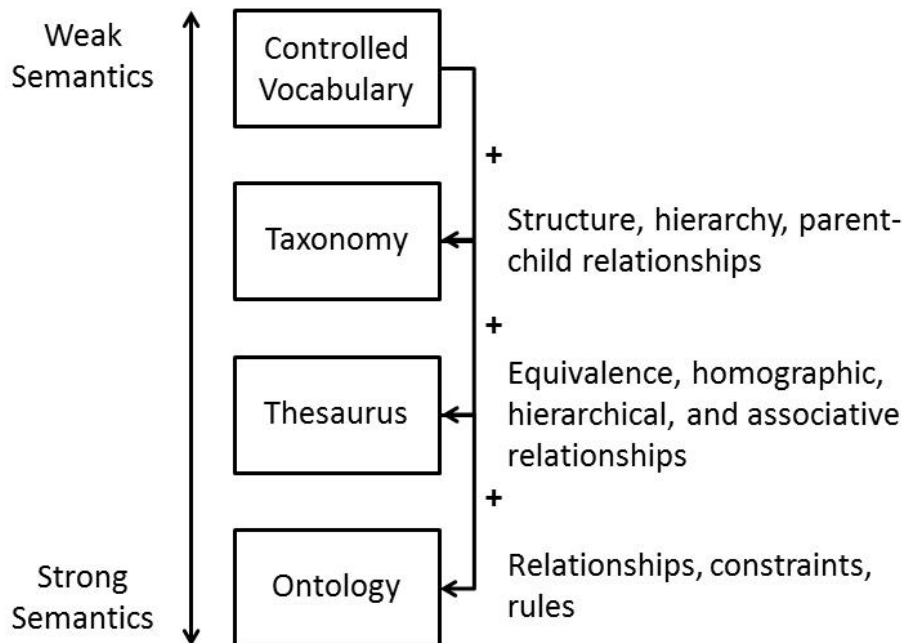 Weak
Semantics
Controlled
Vocabulary
+
Taxonomy
Structure, hierarchy, parent-
child relationships
+
Thesaurus
Equivalence, homographic,
hierarchical, and associative
relationships
+
Strong
Semantics
Ontology
Relationships, constraints,
rules